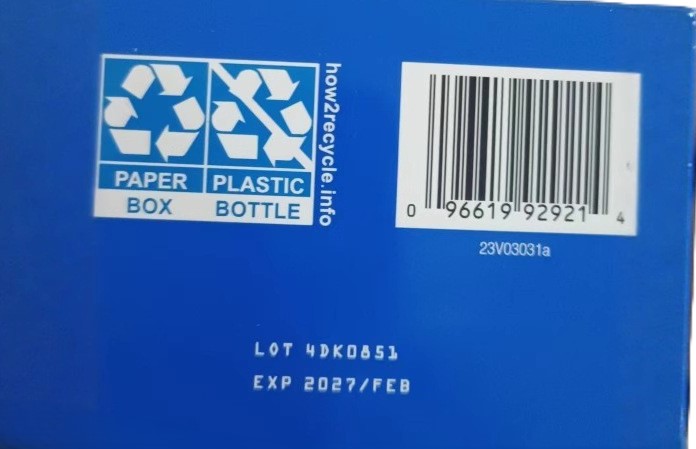 PAPER PLASTIC
BOX BOTTLE
how2recycle.info
0 96619 92921 4
23V03031a
LOT 4DK0851
EXP 2027/FEB